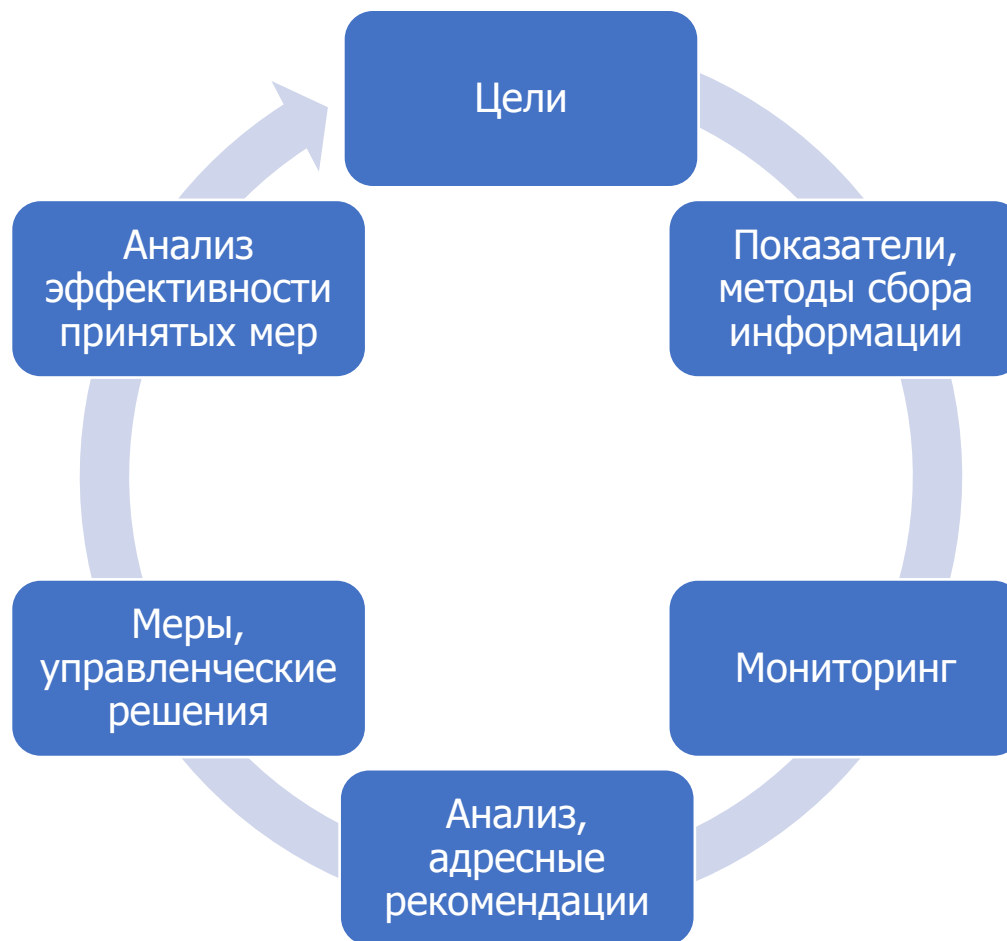 Цели
Показатели,
методы сбора
информации
Мониторинг
Анализ,
адресные
рекомендации
Меры,
управленческие
решения
Анализ
эффективности
принятых мер